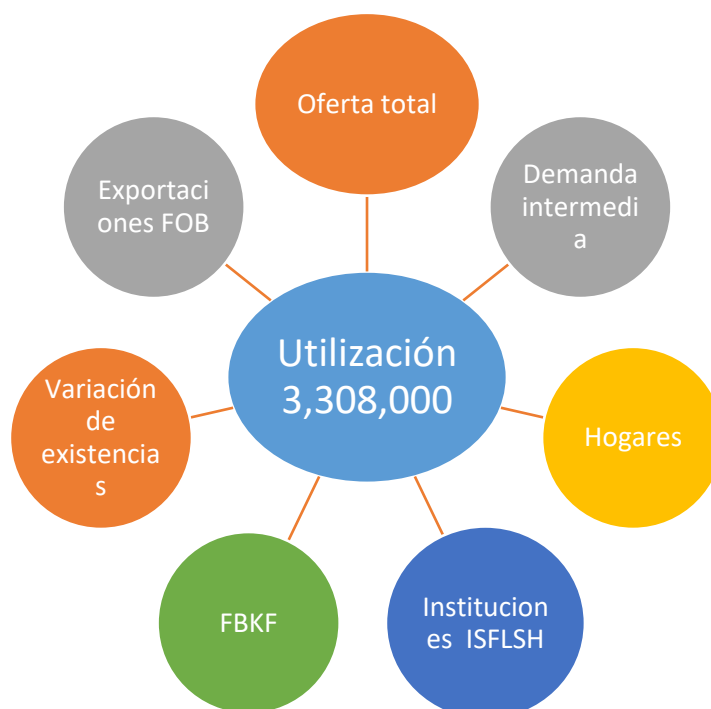 Oferta total
Exportaci
ones FOB
Demanda
intermedi
a
Utilización
3,308,000
Variación
de
existencia
s
Hogares
FBKF
Institucion
es ISFLSH